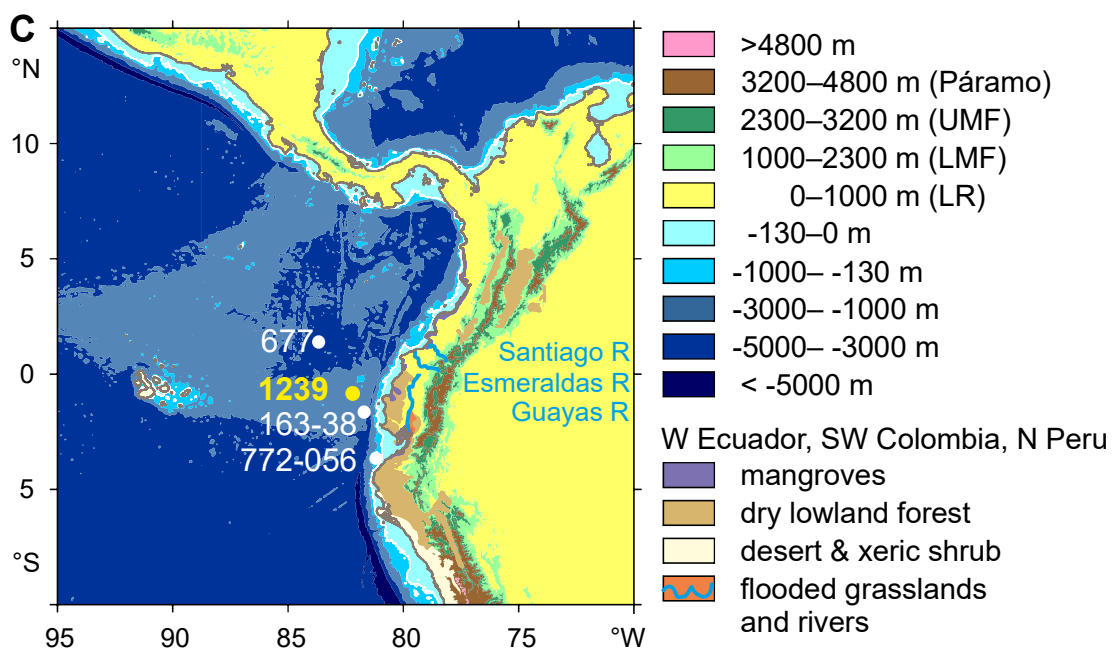 C
°N
10
5
0
5
°S
95
90
85
80
75
°W
677
1239
163-38
772-056
Santiago R
Esmeraldas R
Guayas R
>4800 m
3200–4800 m (Páramo)
2300–3200 m (UMF)
1000–2300 m (LMF)
0–1000 m (LR)
-130–0 m
-1000– -130 m
-3000– -1000 m
-5000– -3000 m
< -5000 m
W Ecuador, SW Colombia, N Peru
mangroves
dry lowland forest
desert & xeric shrub
flooded grasslands
and rivers